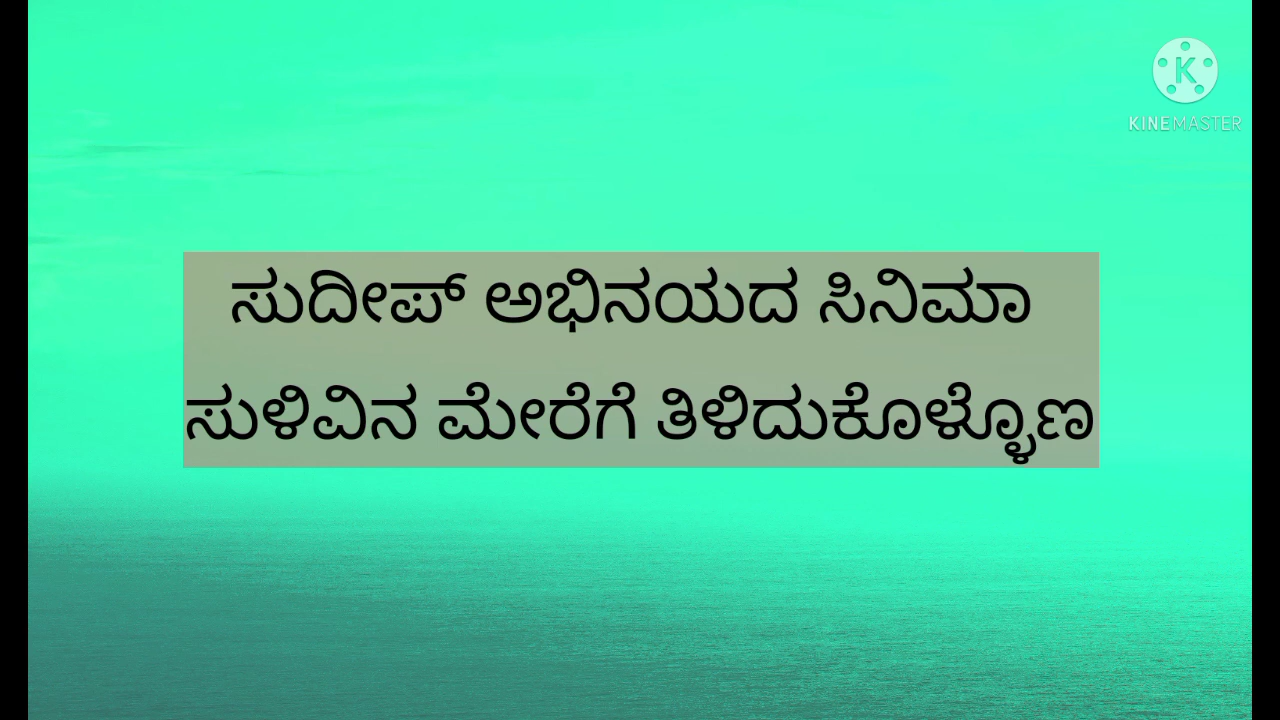 KINEMASTER
ಸುದೀಪ್ ಅಭಿನಯದ ಸಿನಿಮಾ
ಸುಳಿವಿನ ಮೇರೆಗೆ ತಿಳಿದುಕೊಳ್ಳೊಣ